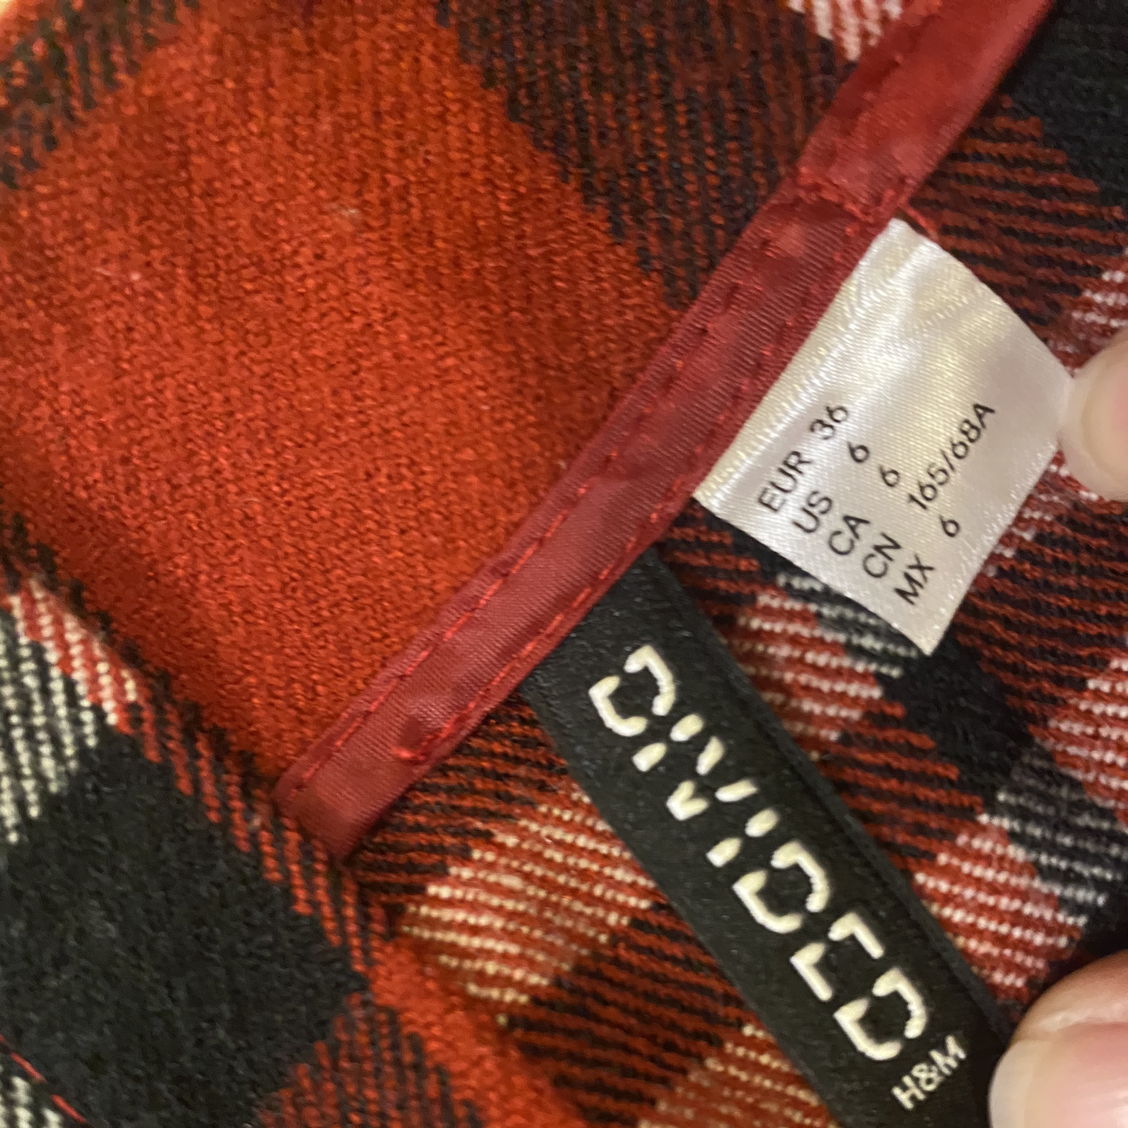 EUR 36
US 6
CA 6
CN 165/68A
MX 6
DIVIDED
H&M